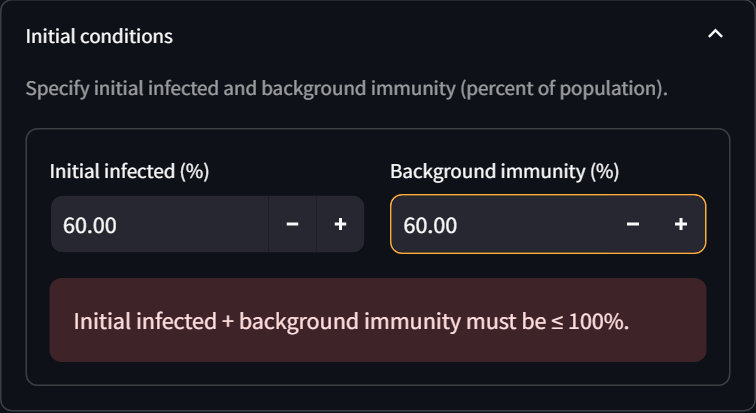 Initial conditions
Specify initial infected and background immunity (percent of population).
Initial infected (%)
Background immunity (%)
60.00
60.00
Initial infected + background immunity must be ≤ 100%.